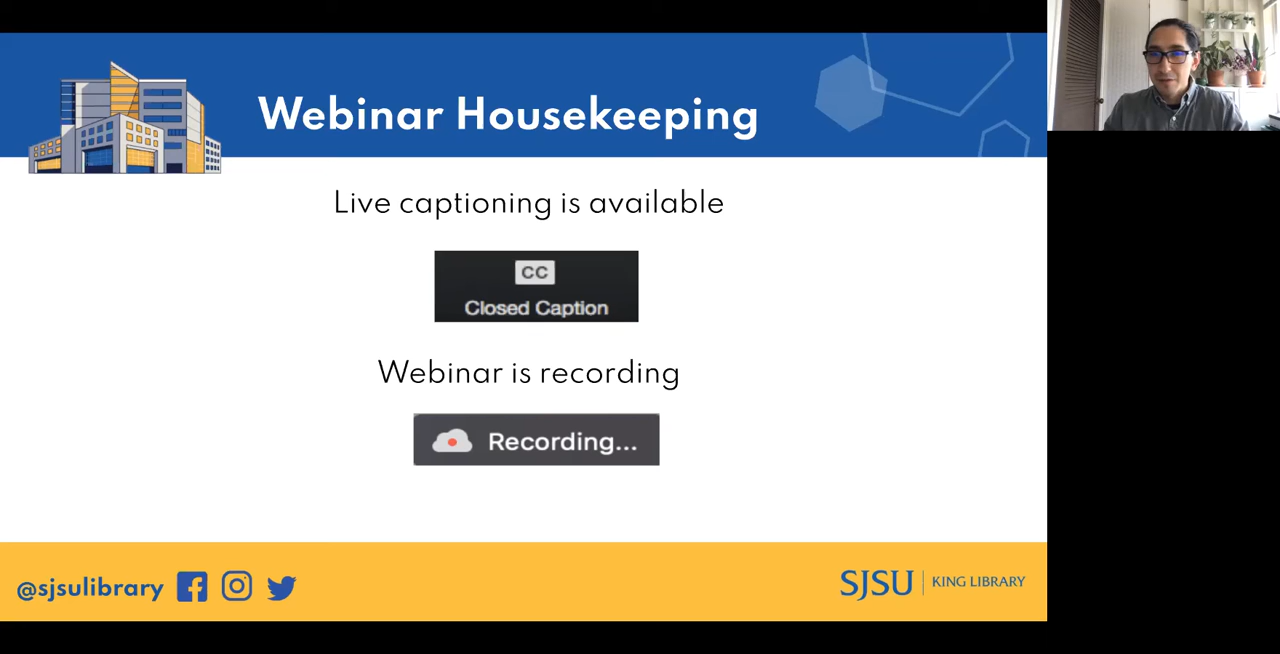 Webinar Housekeeping
Live captioning is available
CC
Closed Caption
Webinar is recording
Recording...
@sjsulibrary
SJSU | KING LIBRARY